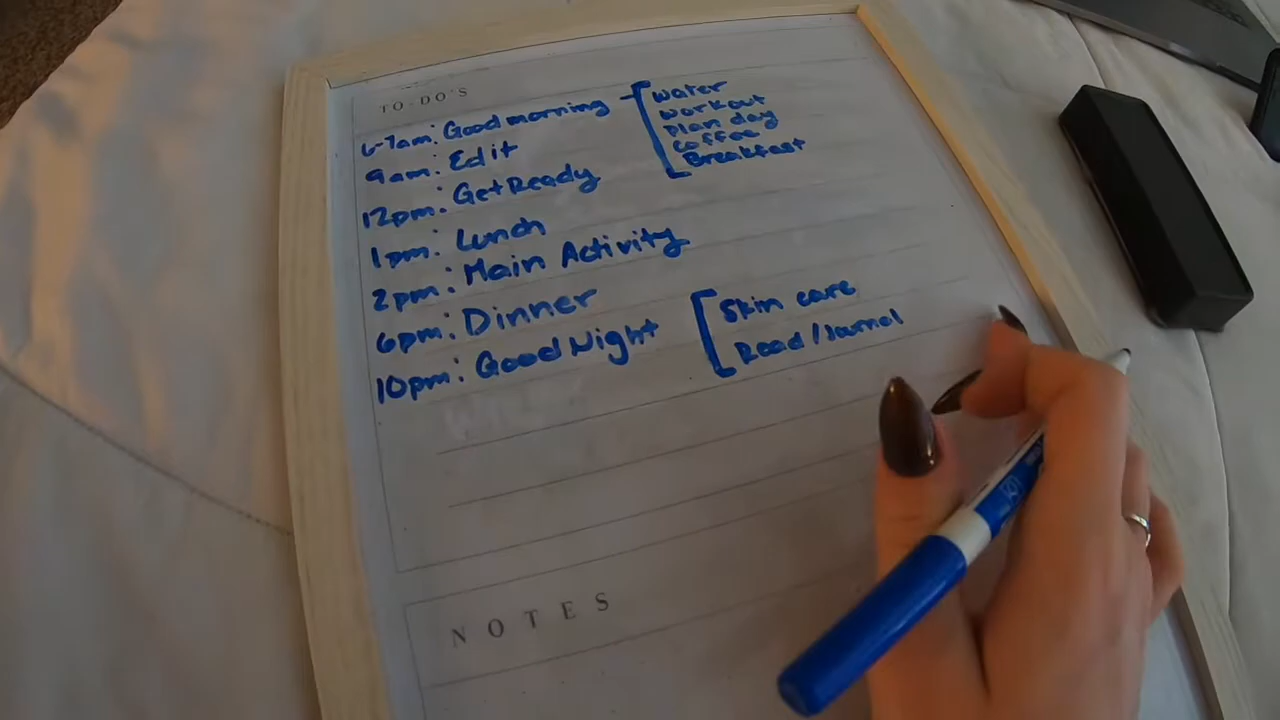 TO-DO'S
6-7am: Good morning
Water
workout
Plan day
coffee
Breakfast
9am: Edit
12pm: Get Ready
1pm: Lunch
2pm: Main Activity
6pm: Dinner
10pm: Good Night
Skin care
Read/Jornal
NOTES